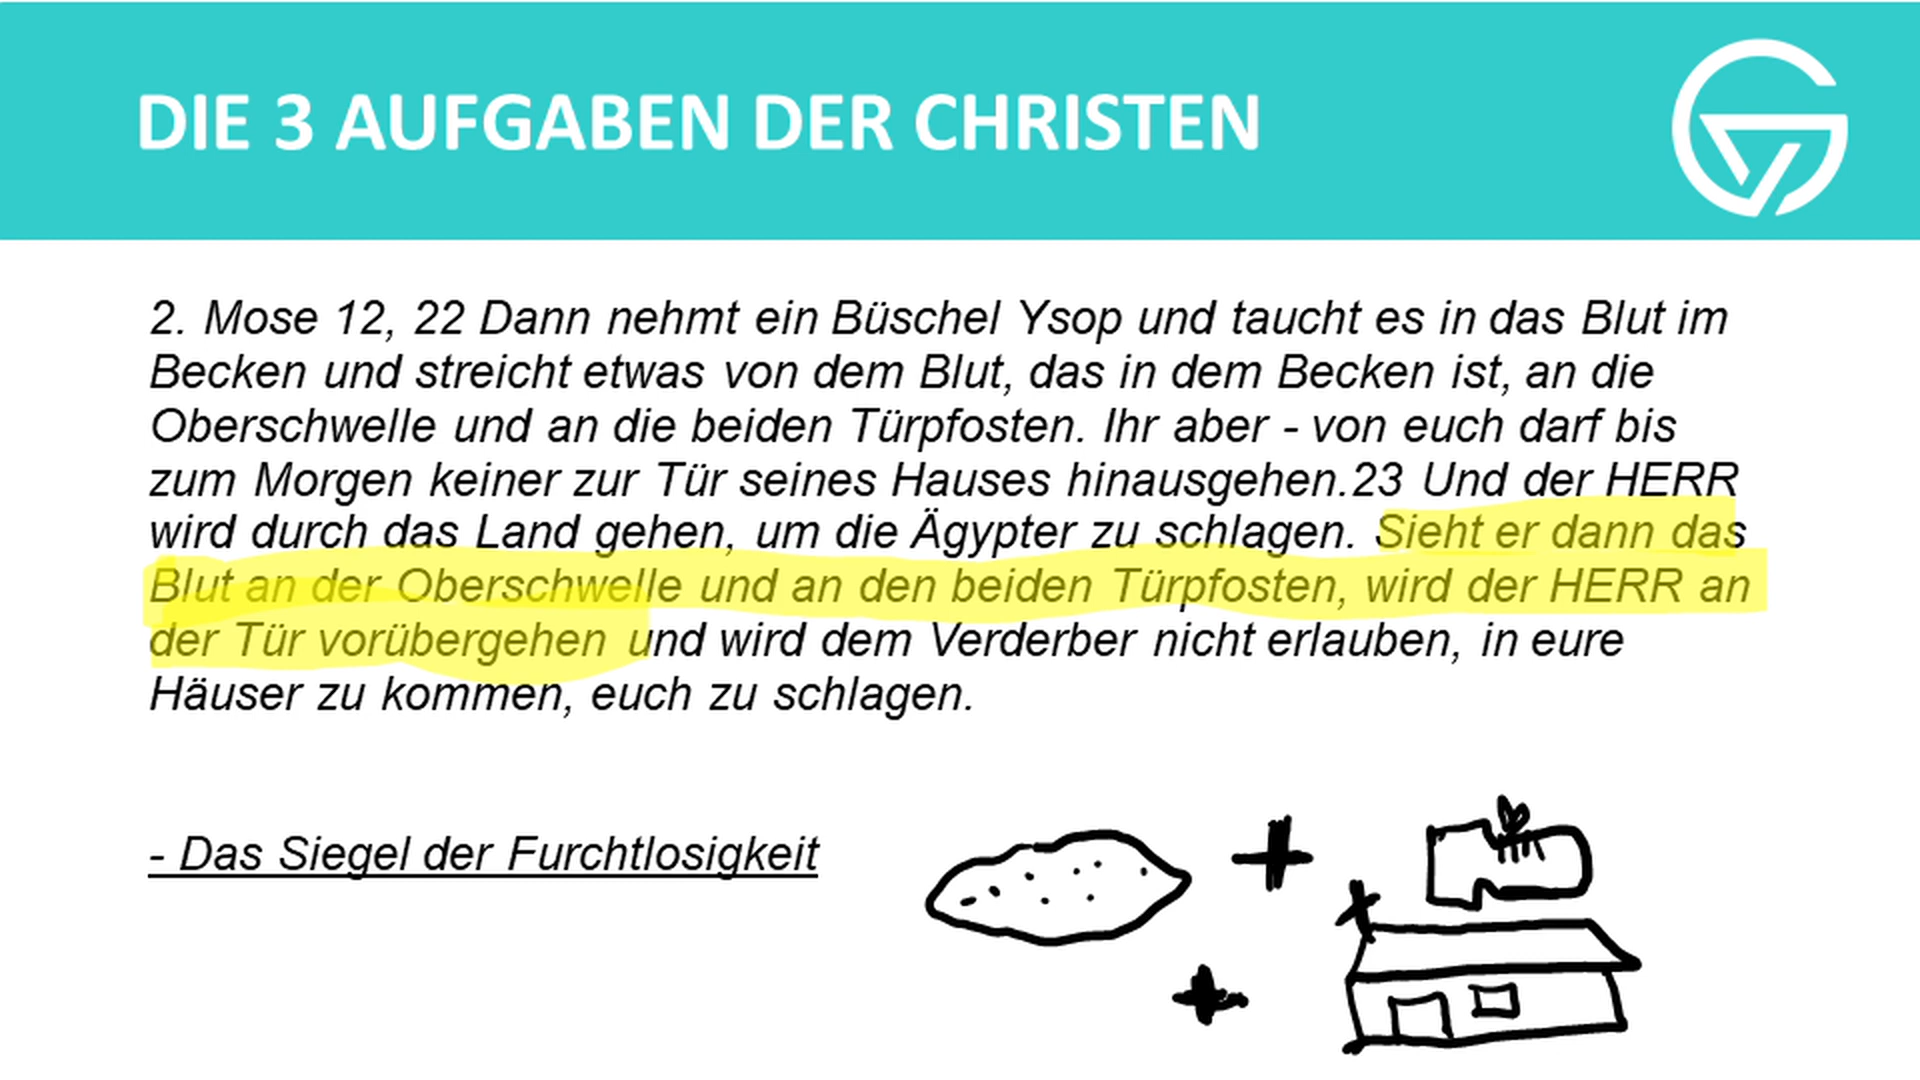 DIE 3 AUFGABEN DER CHRISTEN
2. Mose 12, 22 Dann nehmt ein Büschel Ysop und taucht es in das Blut im
Becken und streicht etwas von dem Blut, das in dem Becken ist, an die
Oberschwelle und an die beiden Türpfosten. Ihr aber - von euch darf bis
zum Morgen keiner zur Tür seines Hauses hinausgehen.23 Und der HERR
wird durch das Land gehen, um die Ägypter zu schlagen. Sieht er dann das
Blut an der Oberschwelle und an den beiden Türpfosten, wird der HERR an
der Tür vorübergehen und wird dem Verderber nicht erlauben, in eure
Häuser zu kommen, euch zu schlagen.
- Das Siegel der Furchtlosigkeit